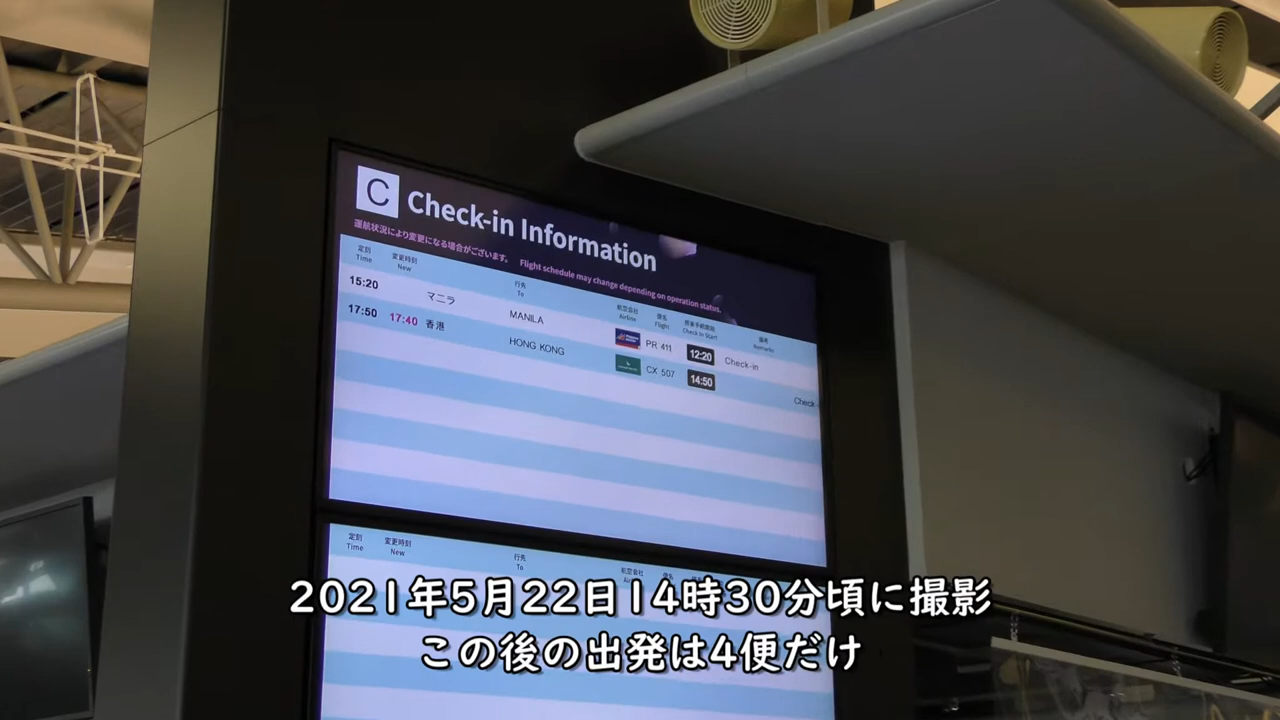 C Check-in Information
運航状況により変更になる場合がございます。 Flight schedule may change depending on operation status.
定刻 変更時刻 行先 航空会社 便名 搭乗手続開始 備考
Time New To Airline Flight Check in Start Remarks
15:20 マニラ MANILA PR 411 12:20 Check-in
17:50 17:40 香港 HONG KONG CX 507 14:50 Check-
定刻 変更時刻 行先 航空会社 便名
Time New To
2021年5月22日14時30分頃に撮影
この後の出発は4便だけ